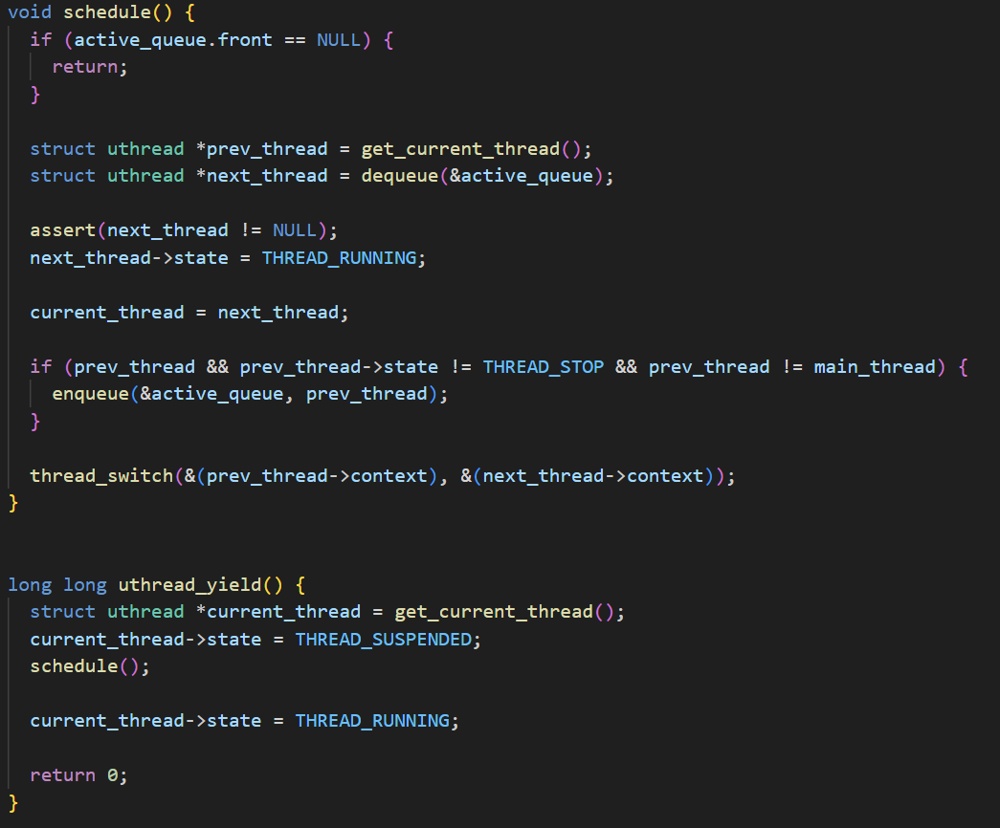 void schedule() {
  if (active_queue.front == NULL) {
    return;
  }

  struct uthread *prev_thread = get_current_thread();
  struct uthread *next_thread = dequeue(&active_queue);

  assert(next_thread != NULL);
  next_thread->state = THREAD_RUNNING;

  current_thread = next_thread;

  if (prev_thread && prev_thread->state != THREAD_STOP && prev_thread != main_thread) {
    enqueue(&active_queue, prev_thread);
  }

  thread_switch(&(prev_thread->context), &(next_thread->context));
}


long long uthread_yield() {
  struct uthread *current_thread = get_current_thread();
  current_thread->state = THREAD_SUSPENDED;
  schedule();

  current_thread->state = THREAD_RUNNING;

  return 0;
}